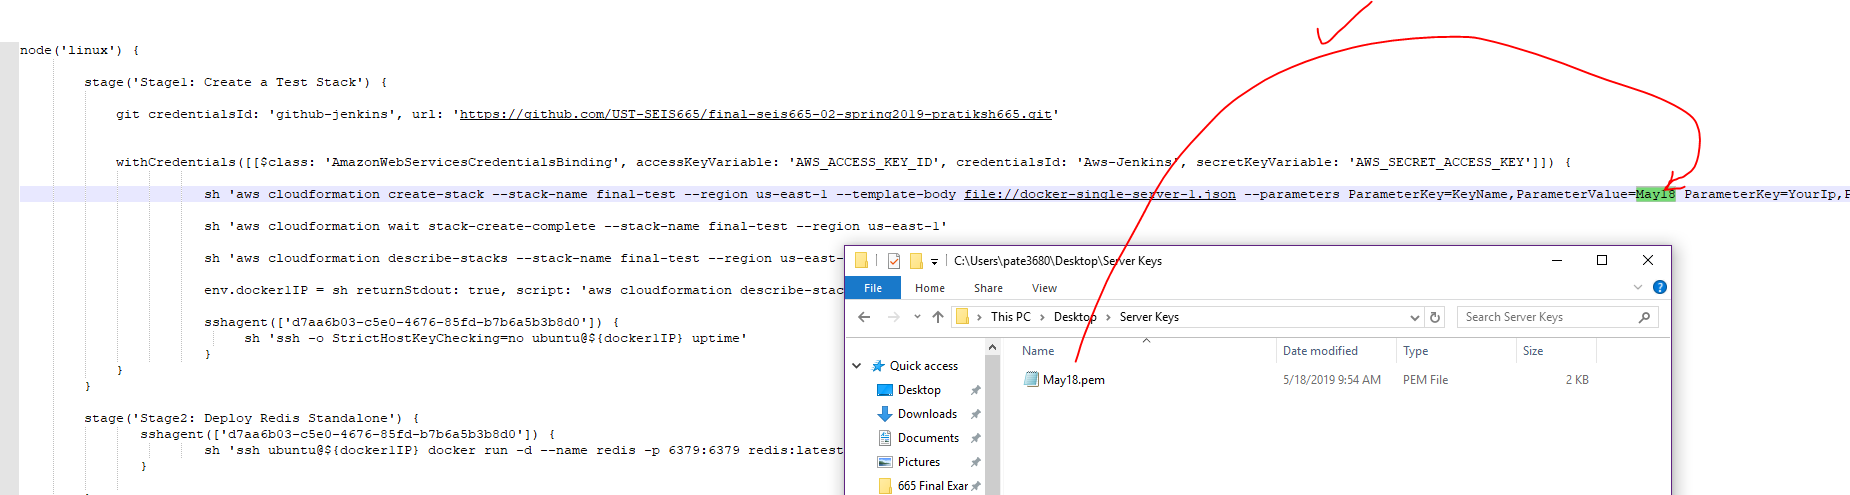 node('linux') {
stage('Stage1: Create a Test Stack') {
git credentialsId: 'github-jenkins', url: 'https://github.com/UST-SEIS665/final-seis665-02-spring2019-pratiksh665.git'
withCredentials([[$class: 'AmazonWebServicesCredentialsBinding', accessKeyVariable: 'AWS_ACCESS_KEY_ID', credentialsId: 'Aws-Jenkins', secretKeyVariable: 'AWS_SECRET_ACCESS_KEY']]) {
sh 'aws cloudformation create-stack --stack-name final-test --region us-east-1 --template-body file://docker-single-server-1.json --parameters ParameterKey=KeyName,ParameterValue=May18 ParameterKey=YourIp,P
sh 'aws cloudformation wait stack-create-complete --stack-name final-test --region us-east-1'
sh 'aws cloudformation describe-stacks --stack-name final-test --region us-east-
env.docker1IP = sh returnStdout: true, script: 'aws cloudformation describe-stac
sshagent(['d7aa6b03-c5e0-4676-85fd-b7b6a5b3b8d0']) {
sh 'ssh -o StrictHostKeyChecking=no ubuntu@${docker1IP} uptime'
}
}
}
stage('Stage2: Deploy Redis Standalone') {
sshagent(['d7aa6b03-c5e0-4676-85fd-b7b6a5b3b8d0']) {
sh 'ssh ubuntu@${docker1IP} docker run -d --name redis -p 6379:6379 redis:latest
}
C:\Users\pate3680\Desktop\Server Keys
File Home Share View
This PC Desktop Server Keys Search Server Keys
Name Date modified Type Size
May18.pem 5/18/2019 9:54 AM PEM File 2 KB
Quick access
Desktop
Downloads
Documents
Pictures
665 Final Exar